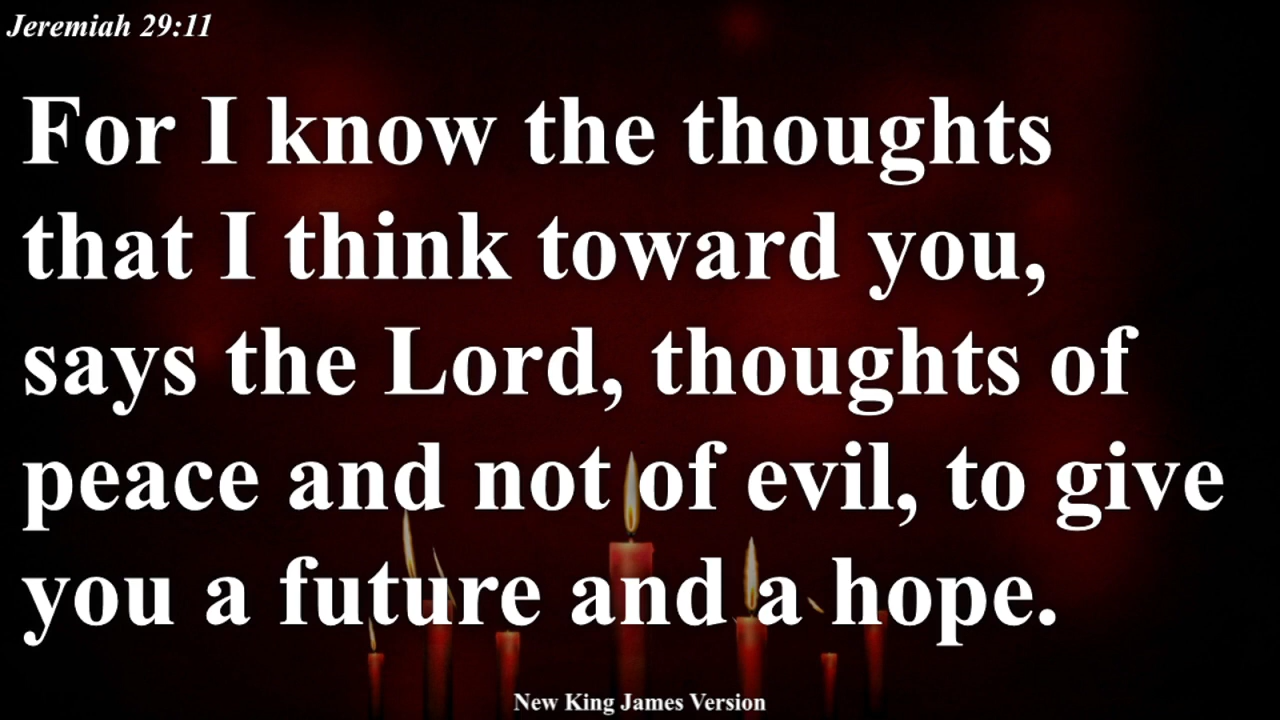 Jeremiah 29:11
For I know the thoughts
that I think toward you,
says the Lord, thoughts of
peace and not of evil, to give
you a future and a hope.
New King James Version